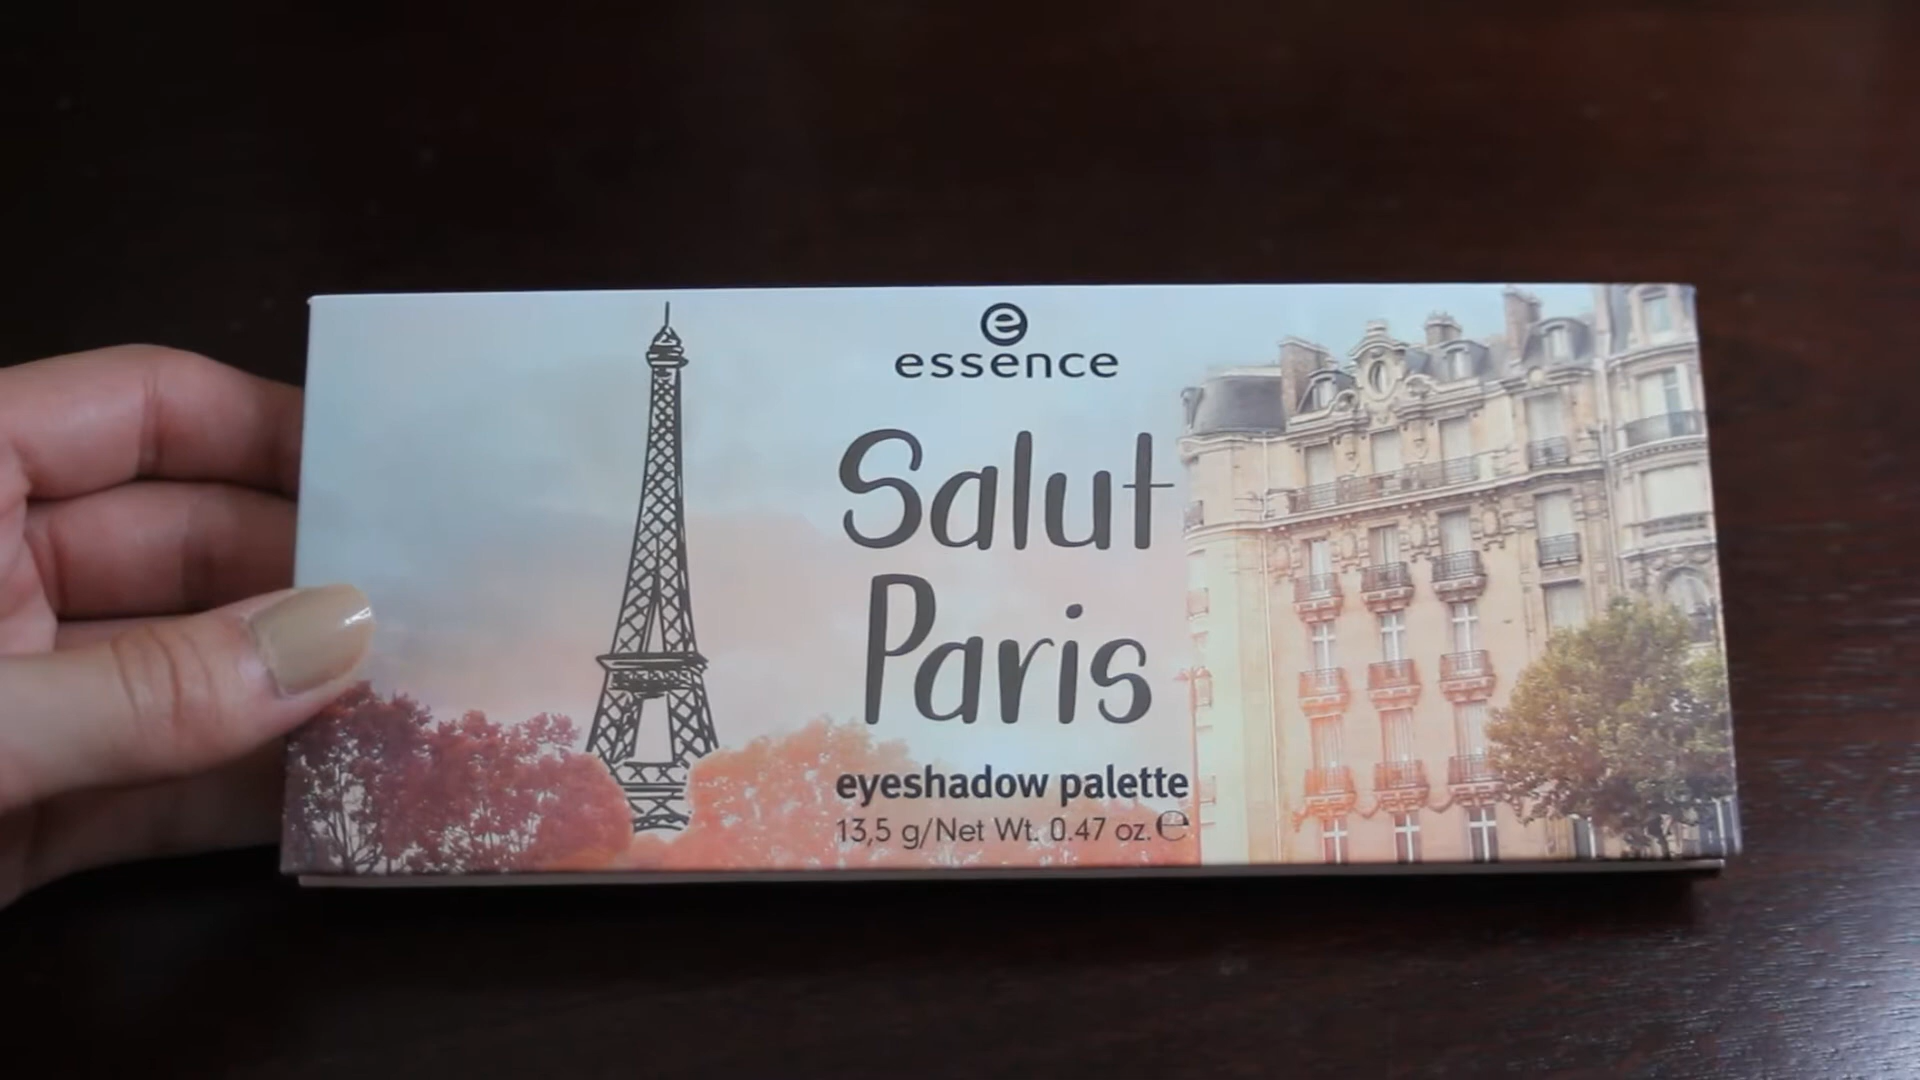 e
essence
Salut
Paris
eyeshadow palette
13,5 g/Net Wt. 0.47 oz. ℮